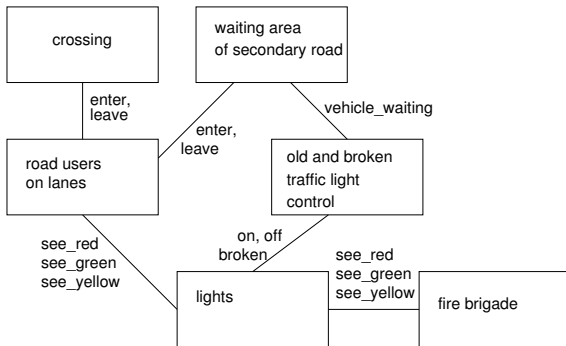 crossing
waiting area
of secondary road
enter,
leave
enter,
leave
vehicle_waiting
road users
on lanes
old and broken
traffic light
control
see_red
see_green
see_yellow
on, off
broken
see_red
see_green
see_yellow
lights
fire brigade